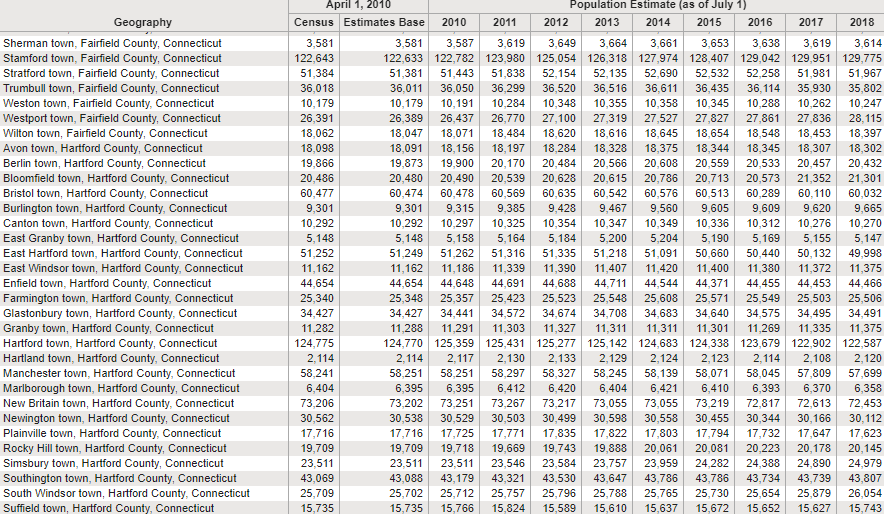 April 1, 2010 Population Estimate (as of July 1)
Geography Census Estimates Base 2010 2011 2012 2013 2014 2015 2016 2017 2018
Sherman town, Fairfield County, Connecticut 3,581 3,581 3,587 3,619 3,649 3,664 3,661 3,653 3,638 3,619 3,614
Stamford town, Fairfield County, Connecticut 122,643 122,633 122,782 123,980 125,054 126,318 127,974 128,407 129,042 129,951 129,775
Stratford town, Fairfield County, Connecticut 51,384 51,381 51,443 51,838 52,154 52,135 52,690 52,532 52,258 51,981 51,967
Trumbull town, Fairfield County, Connecticut 36,018 36,011 36,050 36,299 36,520 36,516 36,611 36,435 36,114 35,930 35,802
Weston town, Fairfield County, Connecticut 10,179 10,179 10,191 10,284 10,348 10,355 10,358 10,345 10,288 10,262 10,247
Westport town, Fairfield County, Connecticut 26,391 26,389 26,437 26,770 27,100 27,319 27,527 27,827 27,861 27,836 28,115
Wilton town, Fairfield County, Connecticut 18,062 18,047 18,071 18,484 18,620 18,616 18,645 18,654 18,548 18,453 18,397
Avon town, Hartford County, Connecticut 18,098 18,091 18,156 18,197 18,284 18,328 18,375 18,344 18,345 18,307 18,302
Berlin town, Hartford County, Connecticut 19,866 19,873 19,900 20,170 20,484 20,566 20,608 20,559 20,533 20,457 20,432
Bloomfield town, Hartford County, Connecticut 20,486 20,480 20,490 20,539 20,628 20,615 20,786 20,713 20,573 21,352 21,301
Bristol town, Hartford County, Connecticut 60,477 60,474 60,478 60,569 60,635 60,542 60,576 60,513 60,289 60,110 60,032
Burlington town, Hartford County, Connecticut 9,301 9,301 9,315 9,385 9,428 9,467 9,560 9,605 9,609 9,620 9,665
Canton town, Hartford County, Connecticut 10,292 10,292 10,297 10,325 10,354 10,347 10,349 10,336 10,312 10,276 10,270
East Granby town, Hartford County, Connecticut 5,148 5,148 5,158 5,164 5,184 5,200 5,204 5,190 5,169 5,155 5,147
East Hartford town, Hartford County, Connecticut 51,252 51,249 51,262 51,316 51,335 51,218 51,091 50,660 50,440 50,132 49,998
East Windsor town, Hartford County, Connecticut 11,162 11,162 11,186 11,339 11,390 11,407 11,420 11,400 11,380 11,372 11,375
Enfield town, Hartford County, Connecticut 44,654 44,654 44,648 44,691 44,688 44,711 44,544 44,371 44,455 44,453 44,466
Farmington town, Hartford County, Connecticut 25,340 25,348 25,357 25,423 25,523 25,548 25,608 25,571 25,549 25,503 25,506
Glastonbury town, Hartford County, Connecticut 34,427 34,427 34,441 34,572 34,674 34,708 34,683 34,640 34,575 34,495 34,491
Granby town, Hartford County, Connecticut 11,282 11,288 11,291 11,303 11,327 11,311 11,311 11,301 11,269 11,335 11,375
Hartford town, Hartford County, Connecticut 124,775 124,770 125,359 125,431 125,277 125,142 124,683 124,338 123,679 122,902 122,587
Hartland town, Hartford County, Connecticut 2,114 2,114 2,117 2,130 2,133 2,129 2,124 2,123 2,114 2,108 2,120
Manchester town, Hartford County, Connecticut 58,241 58,251 58,251 58,297 58,327 58,245 58,139 58,071 58,045 57,809 57,699
Marlborough town, Hartford County, Connecticut 6,404 6,395 6,395 6,412 6,420 6,404 6,421 6,410 6,393 6,370 6,358
New Britain town, Hartford County, Connecticut 73,206 73,202 73,251 73,267 73,217 73,055 73,055 73,219 72,817 72,613 72,453
Newington town, Hartford County, Connecticut 30,562 30,538 30,529 30,503 30,499 30,598 30,558 30,455 30,344 30,166 30,112
Plainville town, Hartford County, Connecticut 17,716 17,716 17,725 17,771 17,835 17,822 17,803 17,794 17,732 17,647 17,623
Rocky Hill town, Hartford County, Connecticut 19,709 19,709 19,718 19,669 19,743 19,888 20,061 20,081 20,223 20,178 20,145
Simsbury town, Hartford County, Connecticut 23,511 23,511 23,511 23,546 23,584 23,757 23,959 24,282 24,388 24,890 24,979
Southington town, Hartford County, Connecticut 43,069 43,088 43,179 43,321 43,530 43,647 43,786 43,786 43,734 43,739 43,807
South Windsor town, Hartford County, Connecticut 25,709 25,702 25,712 25,757 25,796 25,788 25,765 25,730 25,654 25,879 26,054
Suffield town, Hartford County, Connecticut 15,735 15,735 15,766 15,824 15,589 15,610 15,637 15,672 15,652 15,627 15,743